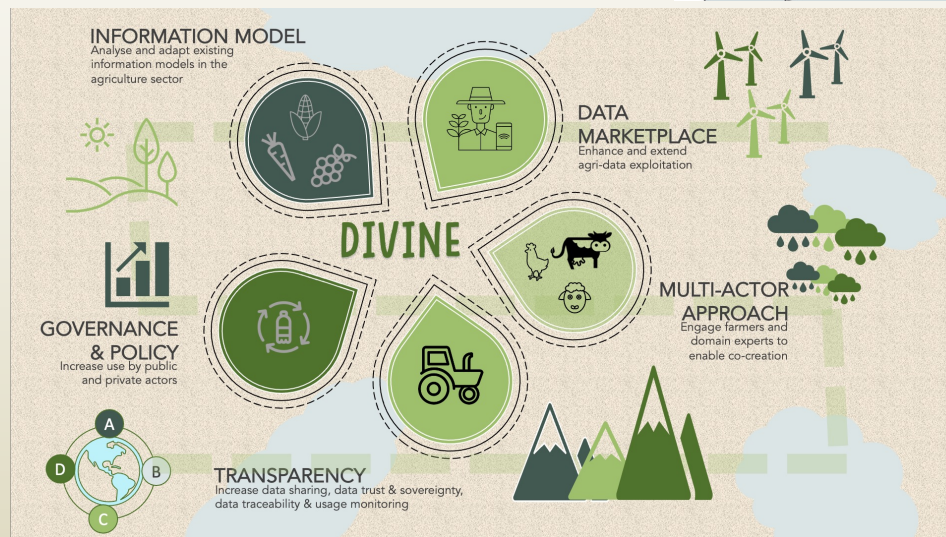 INFORMATION MODEL
Analyse and adapt existing
information models in the
agriculture sector
DATA
MARKETPLACE
Enhance and extend
agri-data exploitation
DIVINE
MULTI-ACTOR
APPROACH
Engage farmers and
domain experts to
enable co-creation
GOVERNANCE
& POLICY
Increase use by public
and private actors
A
D
B
C
TRANSPARENCY
Increase data sharing, data trust & sovereignty,
data traceability & usage monitoring